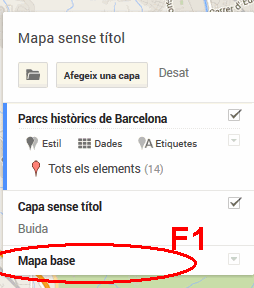 Mapa sense títol
Afegeix una capa Desat
Parcs històrics de Barcelona
Estil Dades Etiquetes
Tots els elements (14)
Capa sense títol
Buida
F1
Mapa base